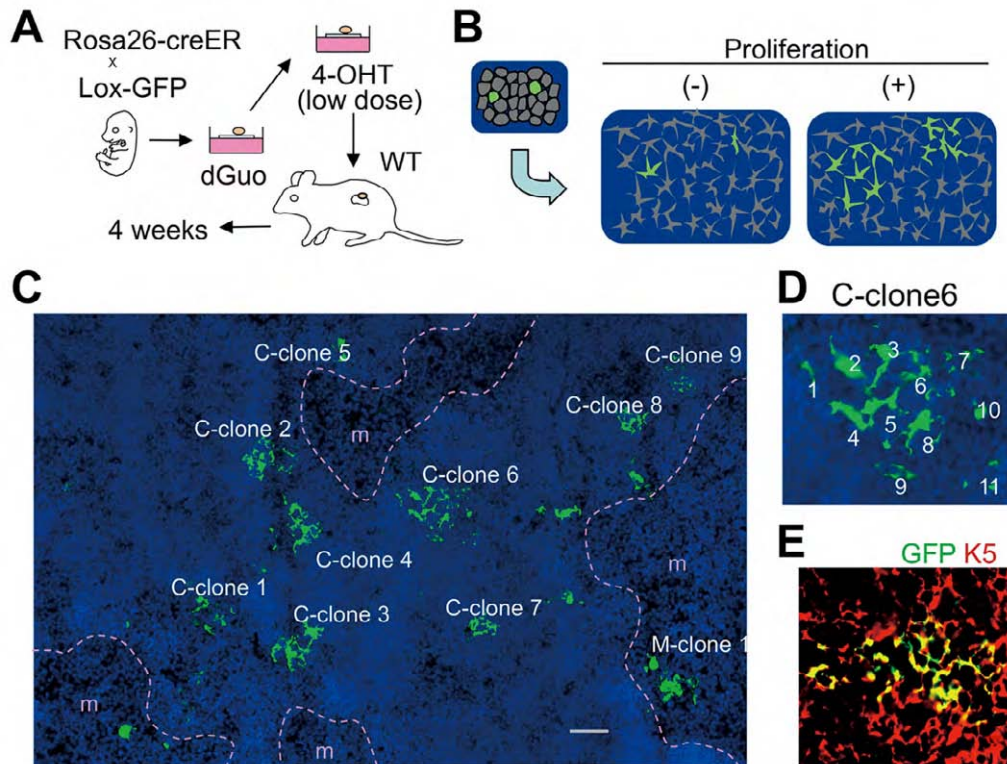 A
Rosa26-creER
x
Lox-GFP
dGuo
4-OHT
(low dose)
WT
4 weeks
B
Proliferation
(-)
(+)
C
C-clone 5
C-clone 9
C-clone 8
C-clone 2
m
C-clone 6
C-clone 4
m
C-clone 1
C-clone 3
C-clone 7
M-clone 1
m
m
D
C-clone6
1
2
3
7
6
10
5
4
8
9
11
E
GFP K5